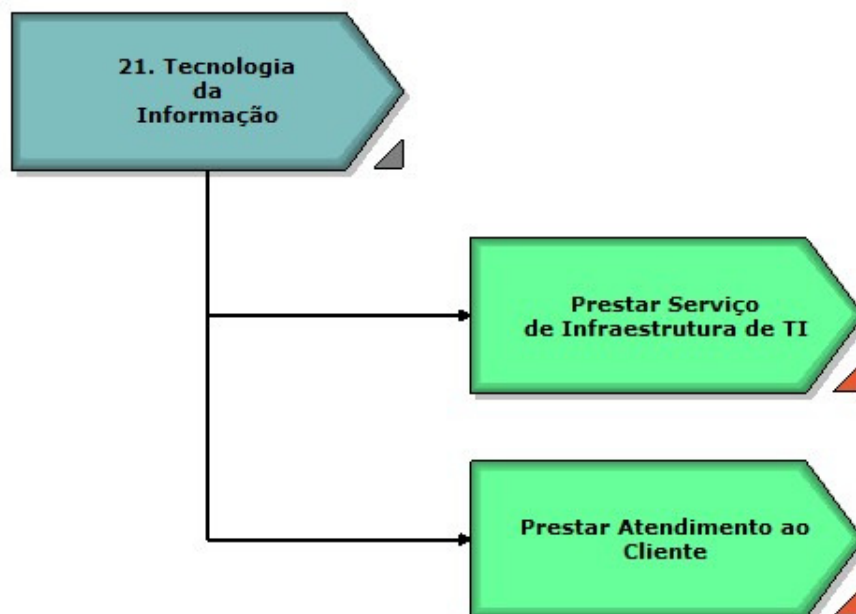 21. Tecnologia
da
Informação
Prestar Serviço
de Infraestrutura de TI
Prestar Atendimento ao
Cliente